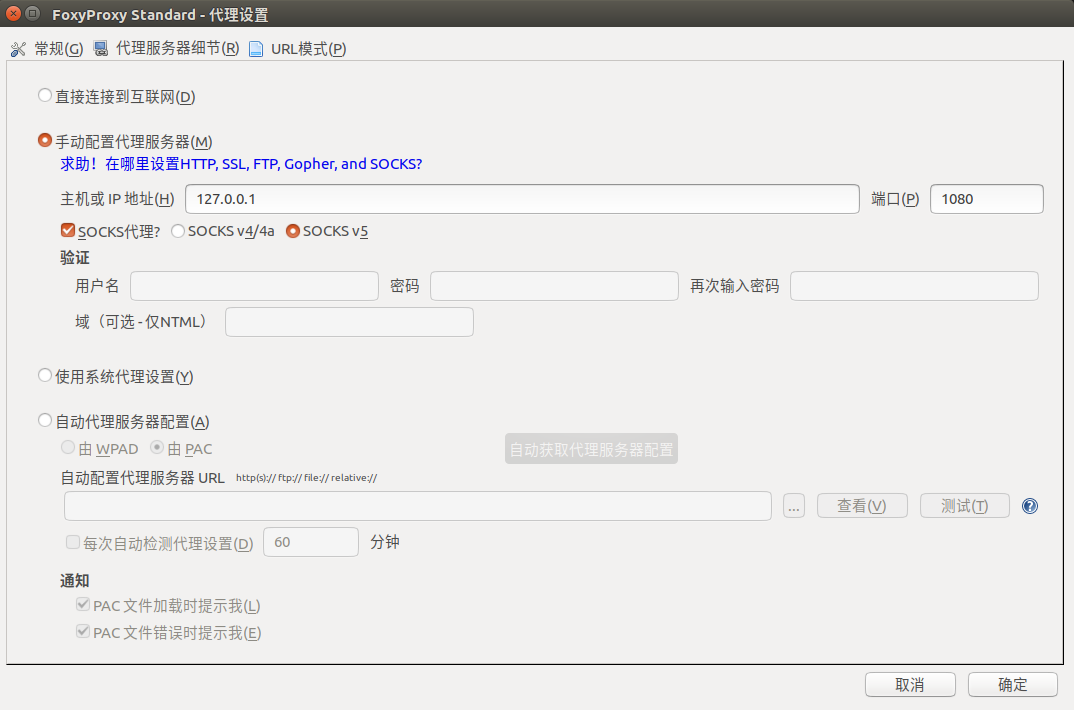 FoxyProxy Standard - 代理设置
常规(G) 代理服务器细节(R) URL模式(P)
直接连接到互联网(D)
手动配置代理服务器(M)
求助！在哪里设置HTTP, SSL, FTP, Gopher, and SOCKS?
主机或 IP 地址(H) 127.0.0.1 端口(P) 1080
SOCKS代理? SOCKS v4/4a SOCKS v5
验证
用户名 密码 再次输入密码
域（可选 - 仅NTML）
使用系统代理设置(Y)
自动代理服务器配置(A)
由 WPAD 由 PAC 自动获取代理服务器配置
自动配置代理服务器 URL http(s):// ftp:// file:// relative://
... 查看(V) 测试(T) ?
每次自动检测代理设置(D) 60 分钟
通知
PAC 文件加载时提示我(L)
PAC 文件错误时提示我(E)
取消 确定